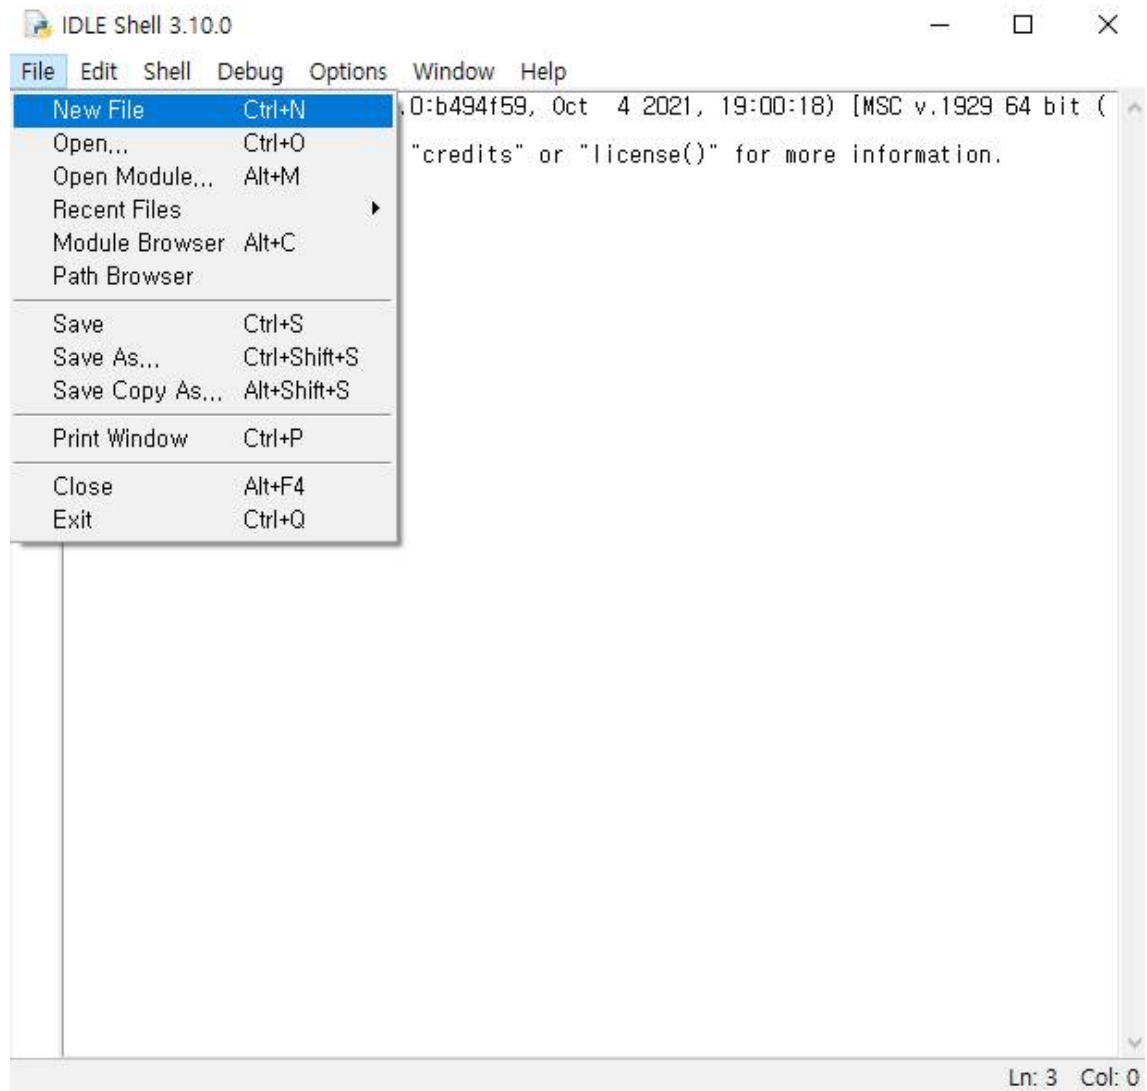 IDLE Shell 3.10.0
File Edit Shell Debug Options Window Help
New File Ctrl+N
.0:b494f59, Oct 4 2021, 19:00:18) [MSC v.1929 64 bit (
Open... Ctrl+O
"credits" or "license()" for more information.
Open Module... Alt+M
Recent Files
Module Browser Alt+C
Path Browser
Save Ctrl+S
Save As... Ctrl+Shift+S
Save Copy As... Alt+Shift+S
Print Window Ctrl+P
Close Alt+F4
Exit Ctrl+Q
Ln: 3 Col: 0